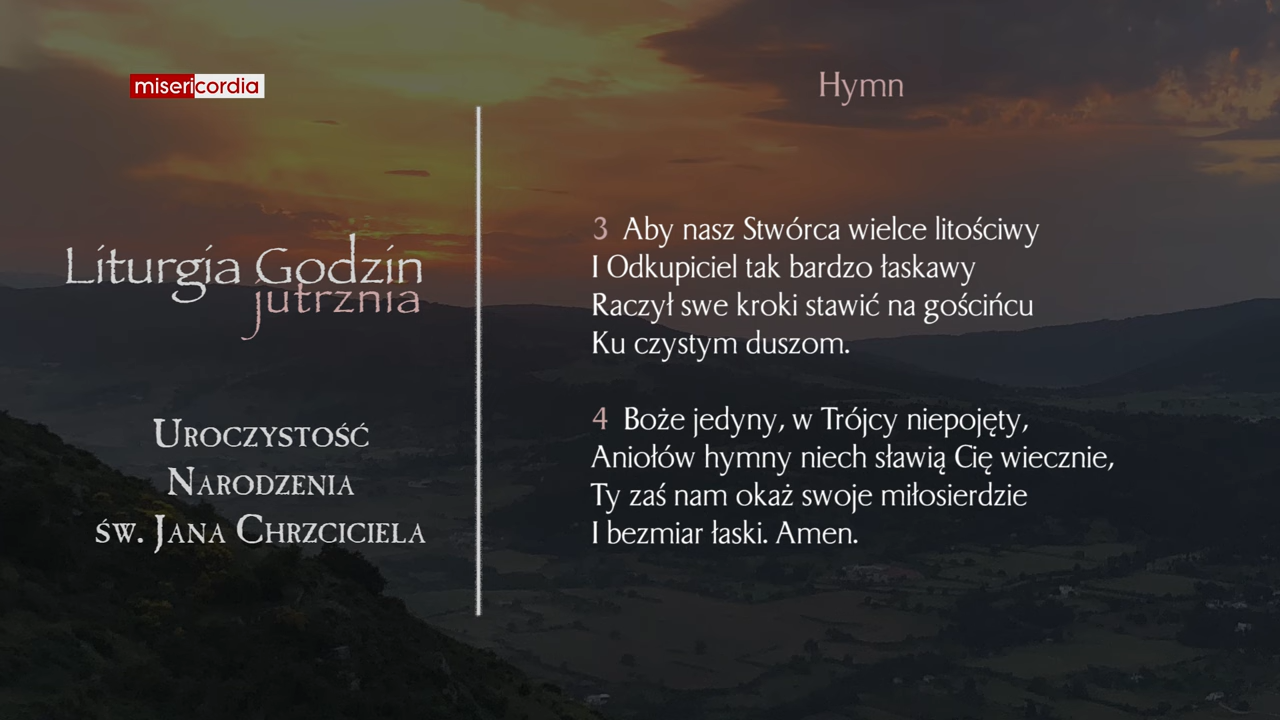 misericordia
Liturgia Godzin
jutrznia
Uroczystość
Narodzenia
św. Jana Chrzciciela
Hymn
3 Aby nasz Stwórca wielce litościwy
I Odkupiciel tak bardzo łaskawy
Raczył swe kroki stawić na gościńcu
Ku czystym duszom.
4 Boże jedyny, w Trójcy niepojęty,
Aniołów hymny niech sławią Cię wiecznie,
Ty zaś nam okaż swoje miłosierdzie
I bezmiar łaski. Amen.